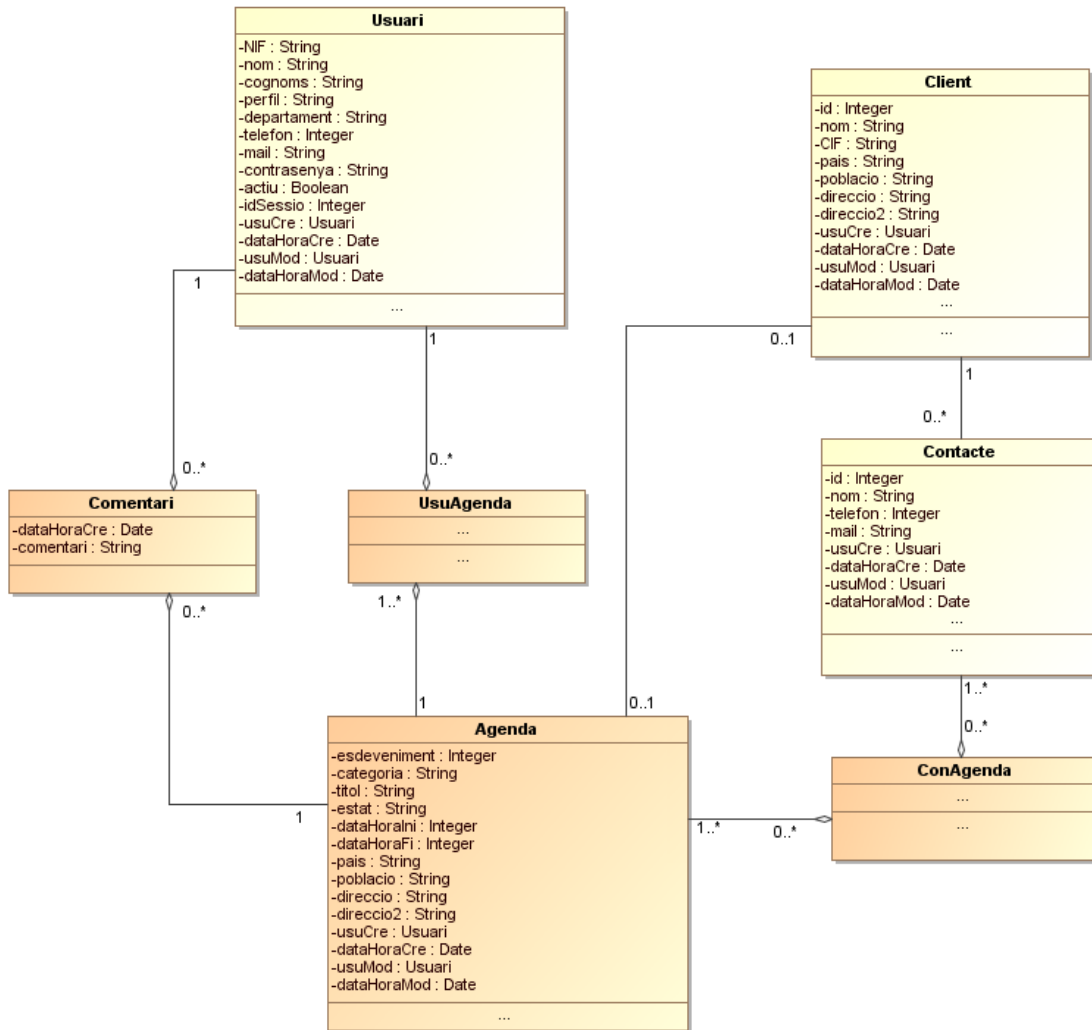 Usuari
-NIF : String
-nom : String
-cognoms : String
-perfil : String
-departament : String
-telefon : Integer
-mail : String
-contrasenya : String
-actiu : Boolean
-idSessio : Integer
-usuCre : Usuari
-dataHoraCre : Date
-usuMod : Usuari
-dataHoraMod : Date
...
Client
-id : Integer
-nom : String
-CIF : String
-pais : String
-poblacio : String
-direccio : String
-direccio2 : String
-usuCre : Usuari
-dataHoraCre : Date
-usuMod : Usuari
-dataHoraMod : Date
...
...
1
1
0..1
1
0..*
0..*
0..*
Contacte
-id : Integer
-nom : String
-telefon : Integer
-mail : String
-usuCre : Usuari
-dataHoraCre : Date
-usuMod : Usuari
-dataHoraMod : Date
...
...
Comentari
-dataHoraCre : Date
-comentari : String
UsuAgenda
...
...
0..*
1..*
1
0..1
1..*
0..*
Agenda
-esdeveniment : Integer
-categoria : String
-titol : String
-estat : String
-dataHoraIni : Integer
-dataHoraFi : Integer
-pais : String
-poblacio : String
-direccio : String
-direccio2 : String
-usuCre : Usuari
-dataHoraCre : Date
-usuMod : Usuari
-dataHoraMod : Date
...
ConAgenda
...
...
1
1..*
0..*